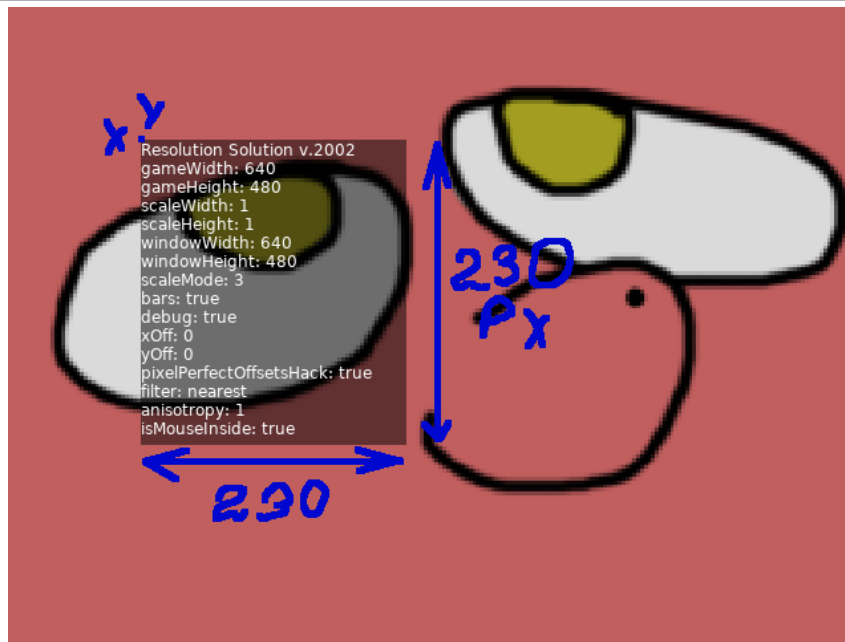 x.y
Resolution Solution v.2002
gameWidth: 640
gameHeight: 480
scaleWidth: 1
scaleHeight: 1
windowWidth: 640
windowHeight: 480
scaleMode: 3
bars: true
debug: true
xOff: 0
yOff: 0
pixelPerfectOffsetsHack: true
filter: nearest
anisotropy: 1
isMouseInside: true
230
Px
230